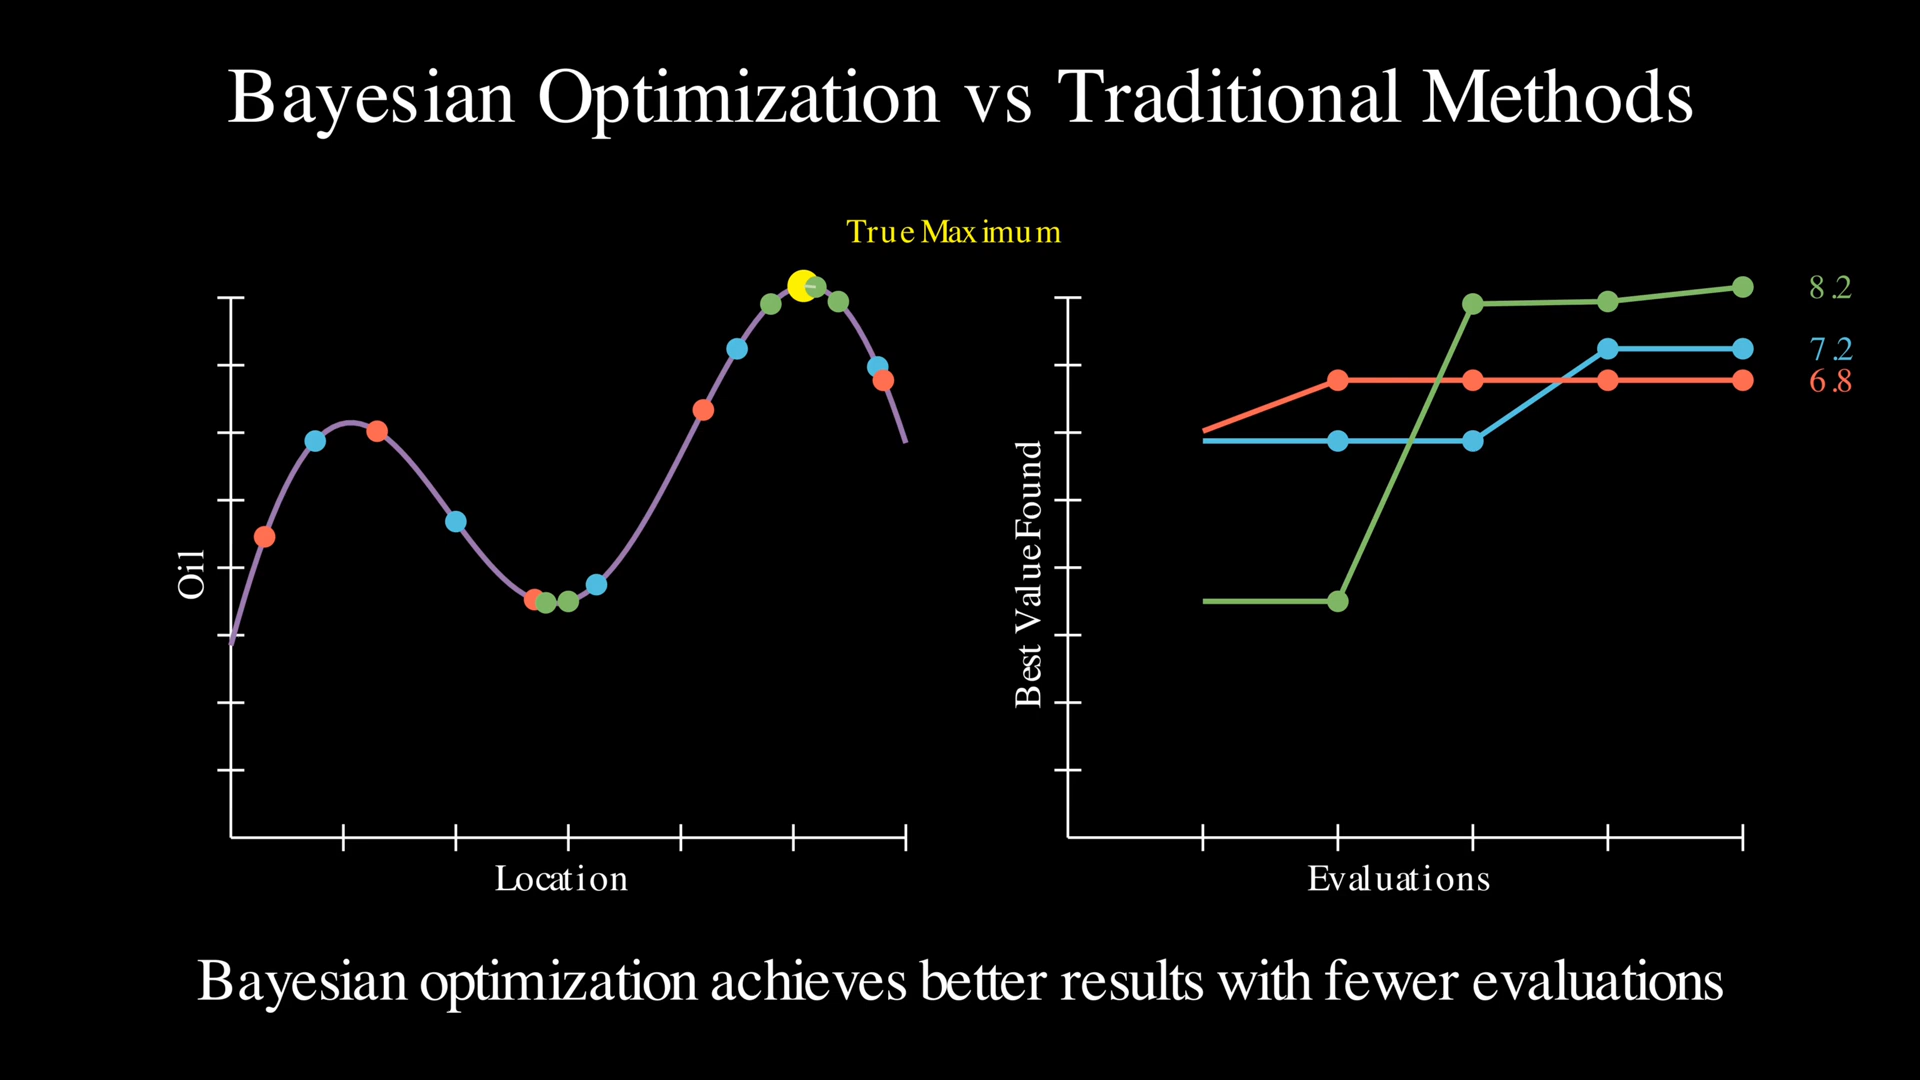 Bayesian Optimization vs Traditional Methods
True Maximum
Oil
Location
Best Value Found
Evaluations
8.2
7.2
6.8
Bayesian optimization achieves better results with fewer evaluations